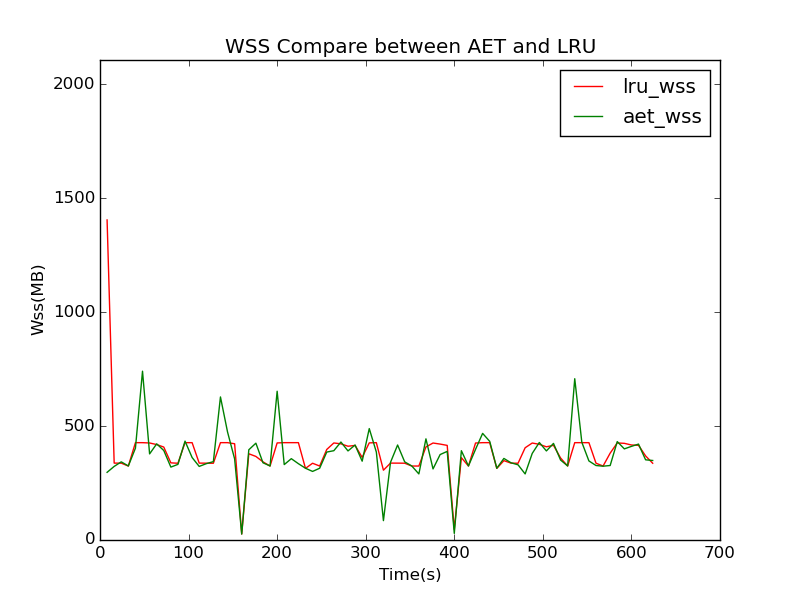 WSS Compare between AET and LRU
lru_wss
aet_wss
2000
1500
1000
500
0
Wss(MB)
0 100 200 300 400 500 600 700
Time(s)